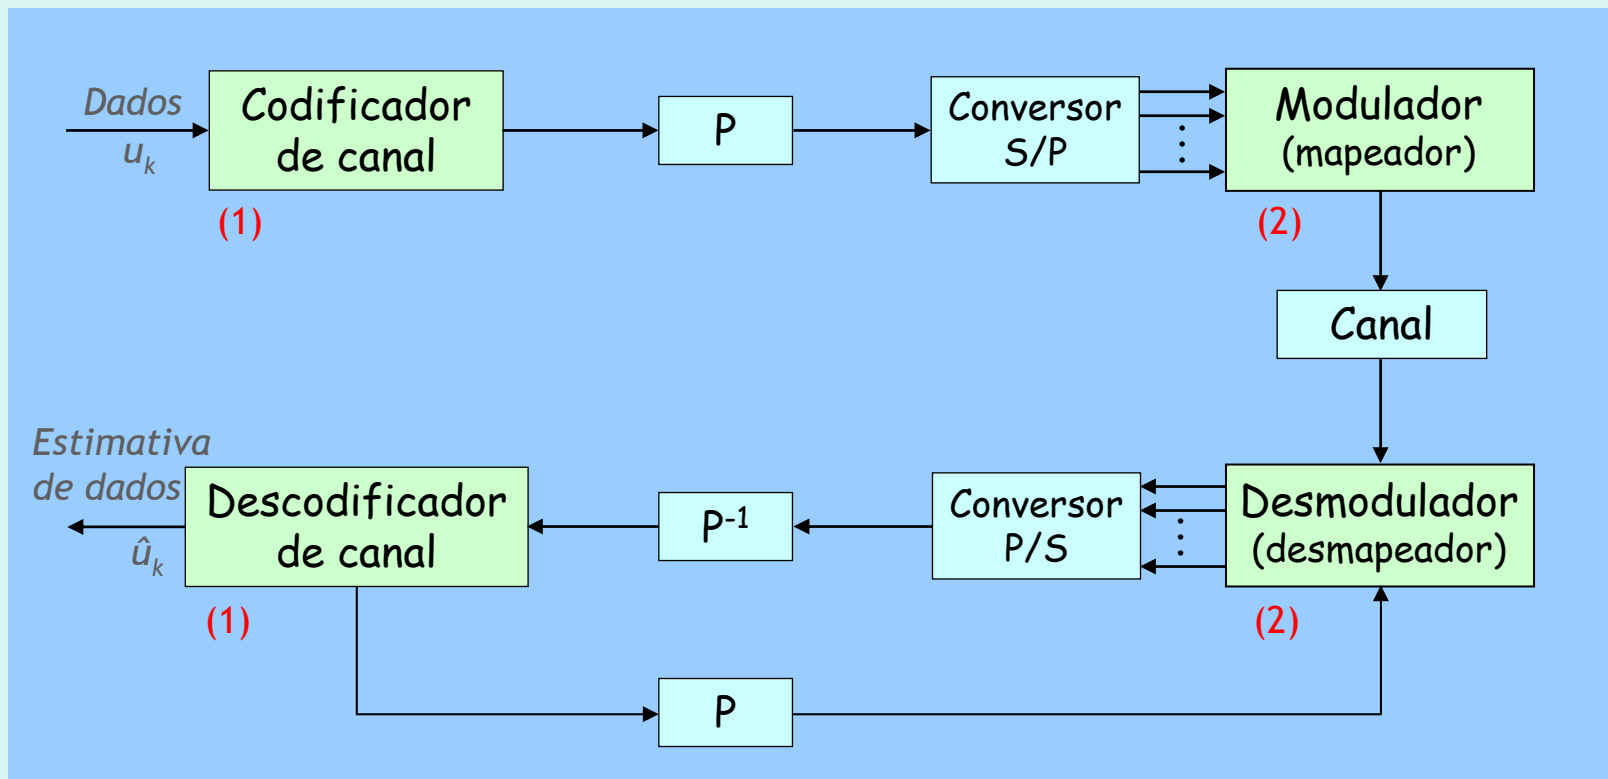 Dados
u_k
Codificador
de canal
(1)
P
Conversor
S/P
Modulador
(mapeador)
(2)
Canal
Estimativa
de dados
û_k
Descodificador
de canal
(1)
P-1
Conversor
P/S
Desmodulador
(desmapeador)
(2)
P